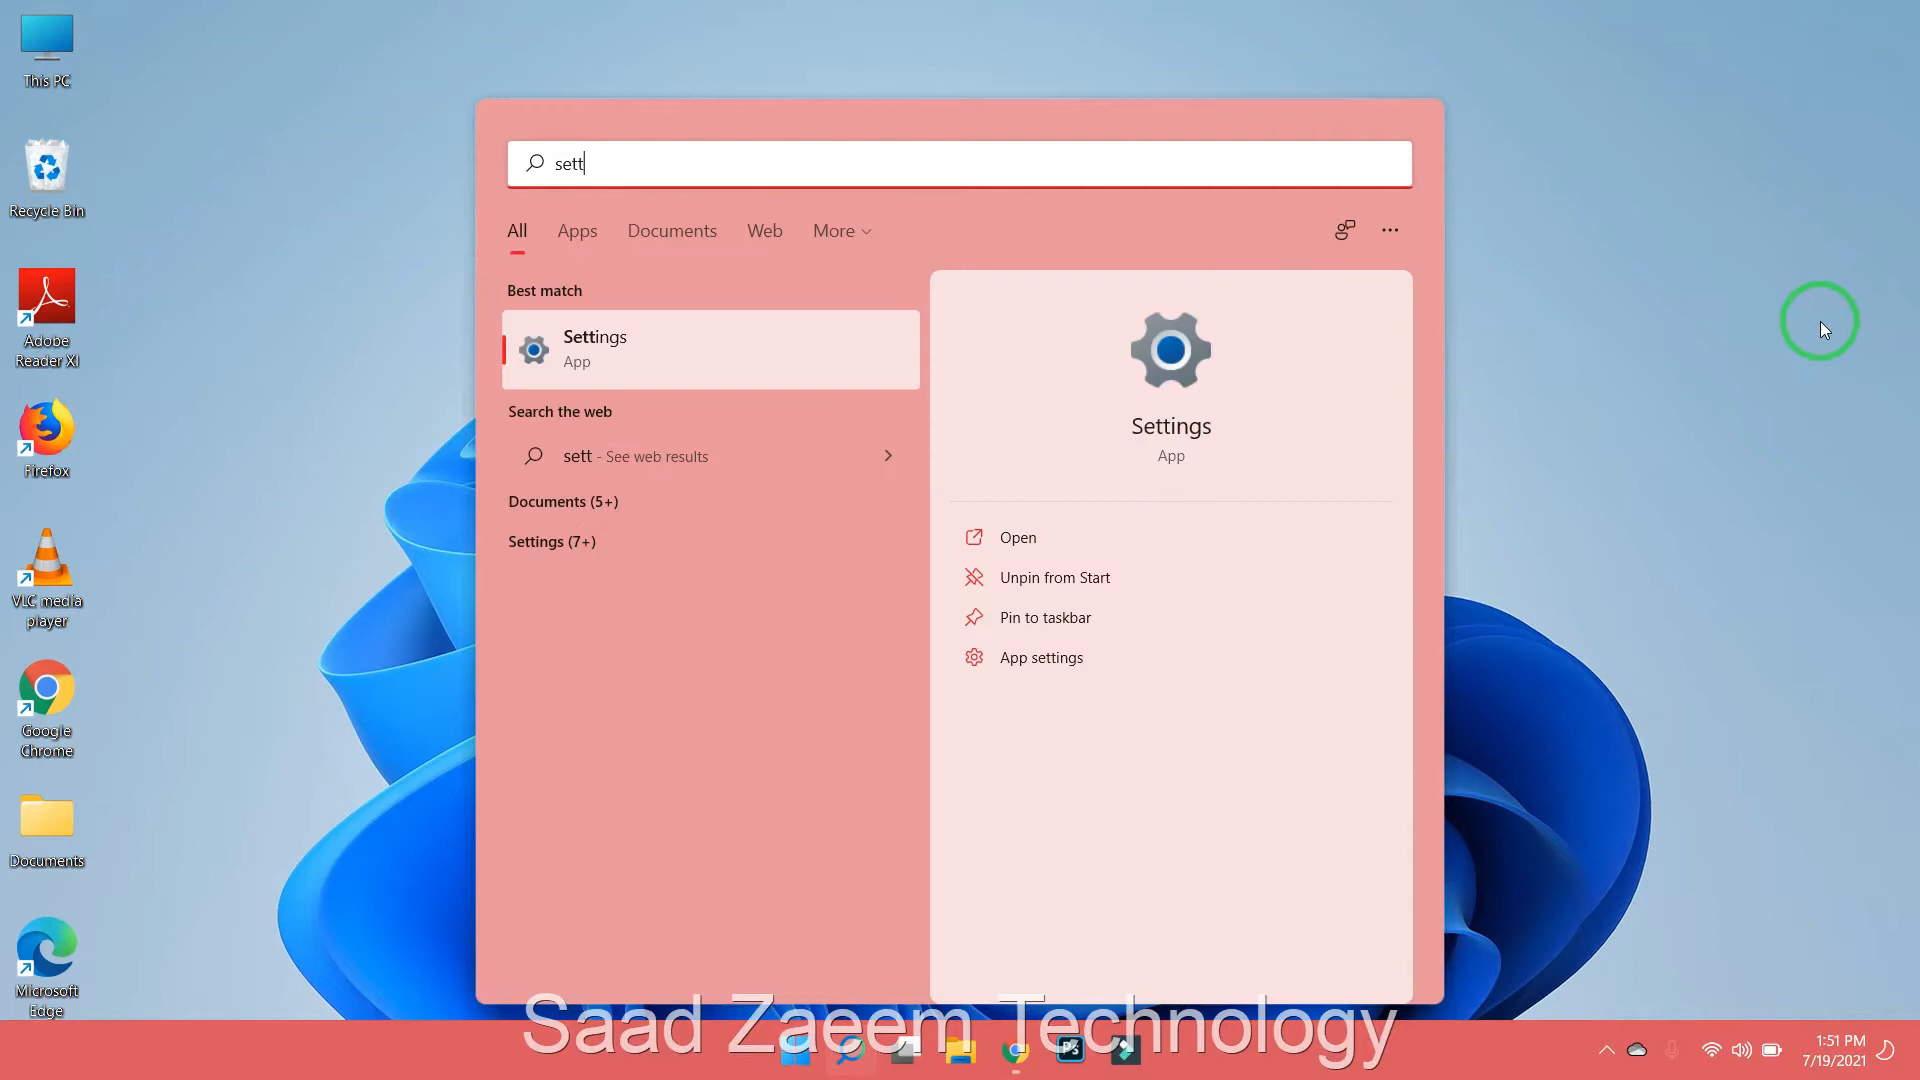 This PC
Recycle Bin
Adobe
Reader XI
Firefox
VLC media
player
Google
Chrome
Documents
Microsoft
Edge
sett
All
Apps
Documents
Web
More
Best match
Settings
App
Search the web
sett - See web results
Documents (5+)
Settings (7+)
Settings
App
Open
Unpin from Start
Pin to taskbar
App settings
Saad Zaeem Technology
PS
1:51 PM
7/19/2021